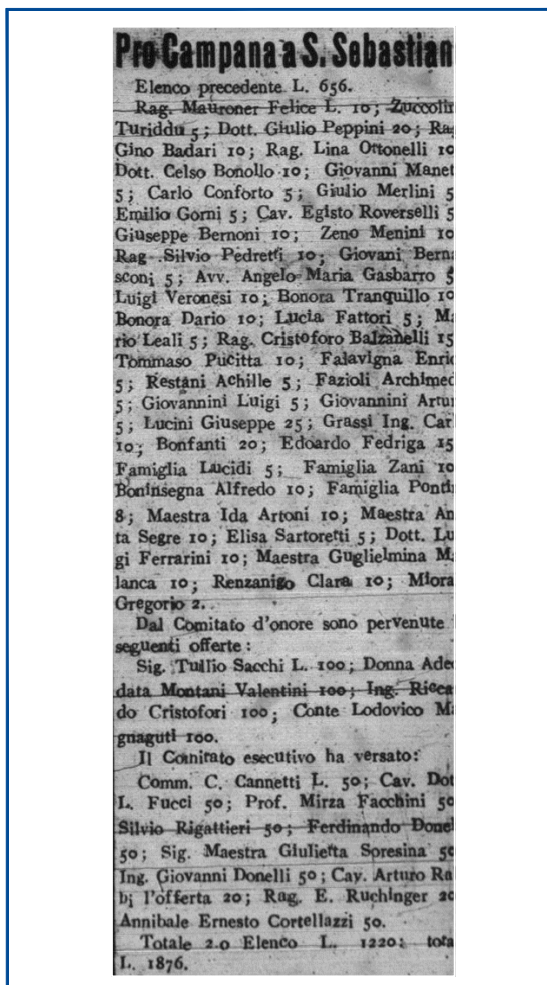 Pro Campana a S. Sebastian
Elenco precedente L. 656.
Rag. Mauroner Felice L. 10; Zuccolin
Turiddu 5; Dott. Giulio Peppini 20; Ra
Gino Badari 10; Rag. Lina Ottonelli 10
Dott. Celso Bonollo 10; Giovanni Manet
5; Carlo Conforto 5; Giulio Merlini 5
Emilio Gorni 5; Cav. Egisto Roverselli 5
Giuseppe Bernoni 10; Zeno Menini 10
Rag. Silvio Pedretti 10; Giovani Berna
sconi 5; Avv. Angelo Maria Gasbarro 5
Luigi Veronesi 10; Bonora Tranquillo 10
Bonora Dario 10; Lucia Fattori 5; Ma
rio Leali 5; Rag. Cristoforo Balzanelli 15
Tommaso Pucitta 10; Falavigna Enric
5; Restani Achille 5; Fazioli Archimed
5; Giovannini Luigi 5; Giovannini Artur
5; Lucini Giuseppe 25; Grassi Ing. Carl
10; Bonfanti 20; Edoardo Fedriga 15
Famiglia Lucidi 5; Famiglia Zani 10
Boninsegna Alfredo 10; Famiglia Ponti
8; Maestra Ida Artoni 10; Maestra An
ta Segre 10; Elisa Sartoretti 5; Dott. Lu
gi Ferrarini 10; Maestra Guglielmina Ma
lanca 10; Renzanigo Clara 10; Miora
Gregorio 2.
Dal Comitato d'onore sono pervenute
seguenti offerte:
Sig. Tullio Sacchi L. 100; Donna Adeo
data Montani Valentini 100; Ing. Ricca
do Cristofori 100; Conte Lodovico Ma
gnaguti 100.
Il Comitato esecutivo ha versato:
Comm. C. Cannetti L. 50; Cav. Dot
L. Fucci 50; Prof. Mirza Facchini 50
Silvio Rigattieri 50; Ferdinando Donel
50; Sig. Maestra Giulietta Soresina 50
Ing. Giovanni Donelli 50; Cav. Arturo Ra
bj l'offerta 20; Rag. E. Ruchinger 20
Annibale Ernesto Cortellazzi 50.
Totale 2.o Elenco L. 1220; tota
L. 1876.